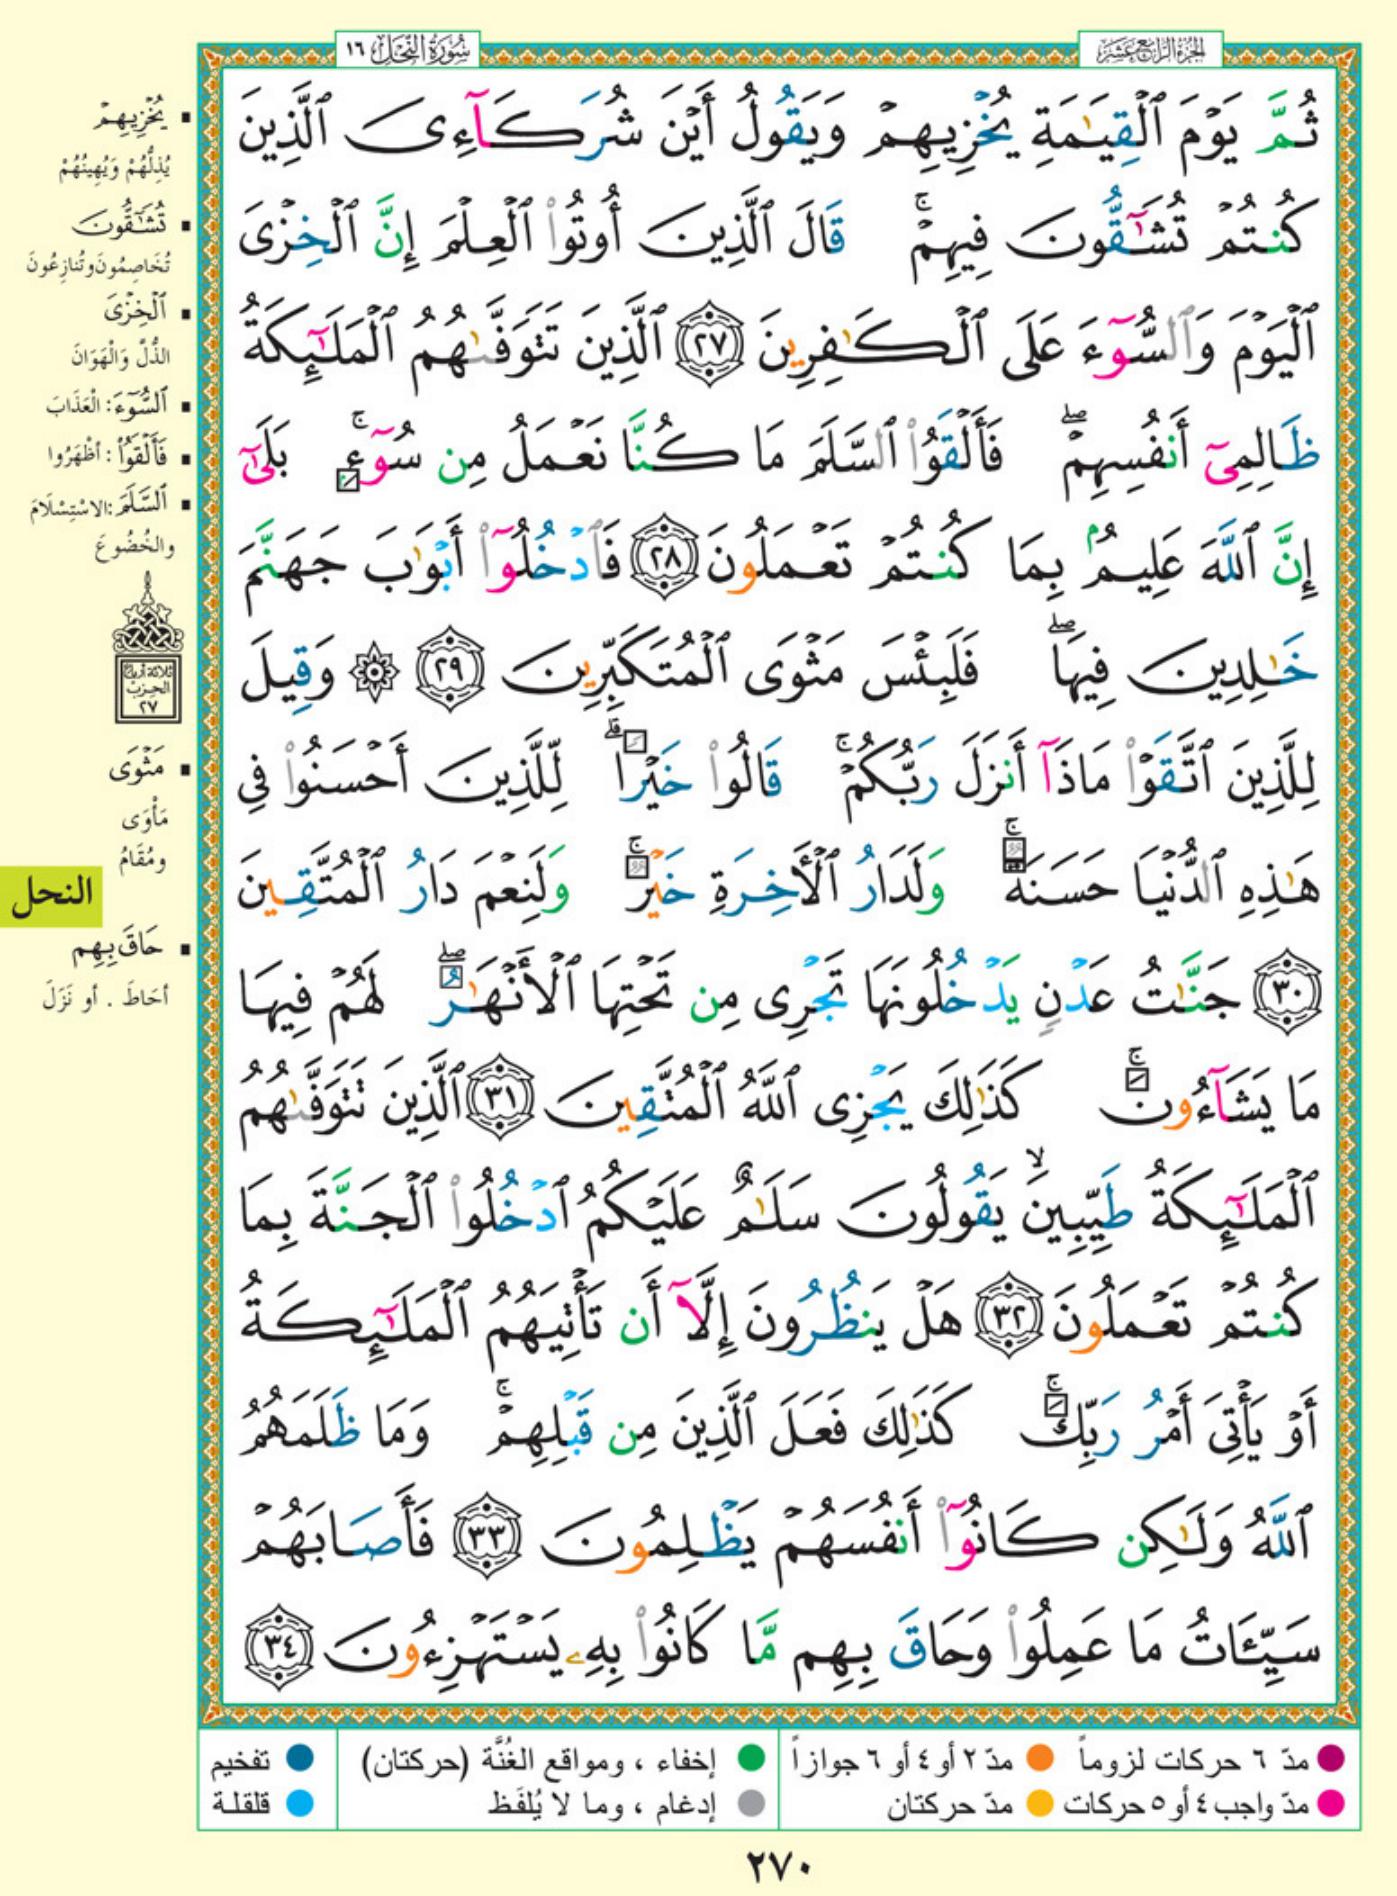 الجزء الرابع عشر
سُورَةُ النَّحْلِ ١٦
ثُمَّ يَوْمَ ٱلْقِيَٰمَةِ يُخْزِيهِمْ وَيَقُولُ أَيْنَ شُرَكَآءِىَ ٱلَّذِينَ
كُنتُمْ تُشَٰٓقُّونَ فِيهِمْ ۚ قَالَ ٱلَّذِينَ أُوتُوا۟ ٱلْعِلْمَ إِنَّ ٱلْخِزْىَ
ٱلْيَوْمَ وَٱلسُّوٓءَ عَلَى ٱلْكَٰفِرِينَ ٢٧ ٱلَّذِينَ تَتَوَفَّىٰهُمُ ٱلْمَلَٰٓئِكَةُ
ظَالِمِىٓ أَنفُسِهِمْ ۖ فَأَلْقَوُا۟ ٱلسَّلَمَ مَا كُنَّا نَعْمَلُ مِن سُوٓءٍۭ ۚ بَلَىٰٓ
إِنَّ ٱللَّهَ عَلِيمٌۢ بِمَا كُنتُمْ تَعْمَلُونَ ٢٨ فَٱدْخُلُوٓا۟ أَبْوَٰبَ جَهَنَّمَ
خَٰلِدِينَ فِيهَا ۖ فَلَبِئْسَ مَثْوَى ٱلْمُتَكَبِّرِينَ ٢٩ ۞ وَقِيلَ
لِلَّذِينَ ٱتَّقَوْا۟ مَاذَآ أَنزَلَ رَبُّكُمْ ۚ قَالُوا۟ خَيْرًا ۗ لِّلَّذِينَ أَحْسَنُوا۟ فِى
هَٰذِهِ ٱلدُّنْيَا حَسَنَةٌ ۚ وَلَدَارُ ٱلْأَخِرَةِ خَيْرٌ ۚ وَلَنِعْمَ دَارُ ٱلْمُتَّقِينَ
٣٠ جَنَّٰتُ عَدْنٍ يَدْخُلُونَهَا تَجْرِى مِن تَحْتِهَا ٱلْأَنْهَٰرُ ۖ لَهُمْ فِيهَا
مَا يَشَآءُونَ ۚ كَذَٰلِكَ يَجْزِى ٱللَّهُ ٱلْمُتَّقِينَ ٣١ ٱلَّذِينَ تَتَوَفَّىٰهُمُ
ٱلْمَلَٰٓئِكَةُ طَيِّبِينَ ۙ يَقُولُونَ سَلَٰمٌ عَلَيْكُمُ ٱدْخُلُوا۟ ٱلْجَنَّةَ بِمَا
كُنتُمْ تَعْمَلُونَ ٣٢ هَلْ يَنظُرُونَ إِلَّآ أَن تَأْتِيَهُمُ ٱلْمَلَٰٓئِكَةُ
أَوْ يَأْتِىَ أَمْرُ رَبِّكَ ۚ كَذَٰلِكَ فَعَلَ ٱلَّذِينَ مِن قَبْلِهِمْ ۚ وَمَا ظَلَمَهُمُ
ٱللَّهُ وَلَٰكِن كَانُوٓا۟ أَنفُسَهُمْ يَظْلِمُونَ ٣٣ فَأَصَابَهُمْ
سَيِّـَٔاتُ مَا عَمِلُوا۟ وَحَاقَ بِهِم مَّا كَانُوا۟ بِهِۦ يَسْتَهْزِءُونَ ٣٤
▪ يُخْزِيهِمْ
يُذِلُّهُمْ وَيُهِينُهُمْ
▪ تُشَٰٓقُّونَ
تُخَاصِمُونَ وتُنازِعُونَ
▪ ٱلْخِزْىَ
الذُّلَّ وَالْهَوَانَ
▪ ٱلسُّوٓءَ: الْعَذَابَ
▪ فَأَلْقَوُا۟: أظْهَرُوا
▪ ٱلسَّلَمَ: الاسْتِسْلَامَ
والخُضُوعَ
ثلاثة أرباع
الحزب
٢٧
▪ مَثْوَى
مَأْوَى
ومُقَامُ
النحل
▪ حَاقَ بِهِم
أحَاطَ . أو نَزَلَ
مدّ ٦ حركات لزوماً مدّ ٢ أو ٤ أو ٦ جوازاً إخفاء ، ومواقع الغُنَّة (حركتان) تفخيم
مدّ واجب ٤ أو ٥ حركات مدّ حركتان إدغام ، وما لا يُلفَظ قلقلة
٢٧٠